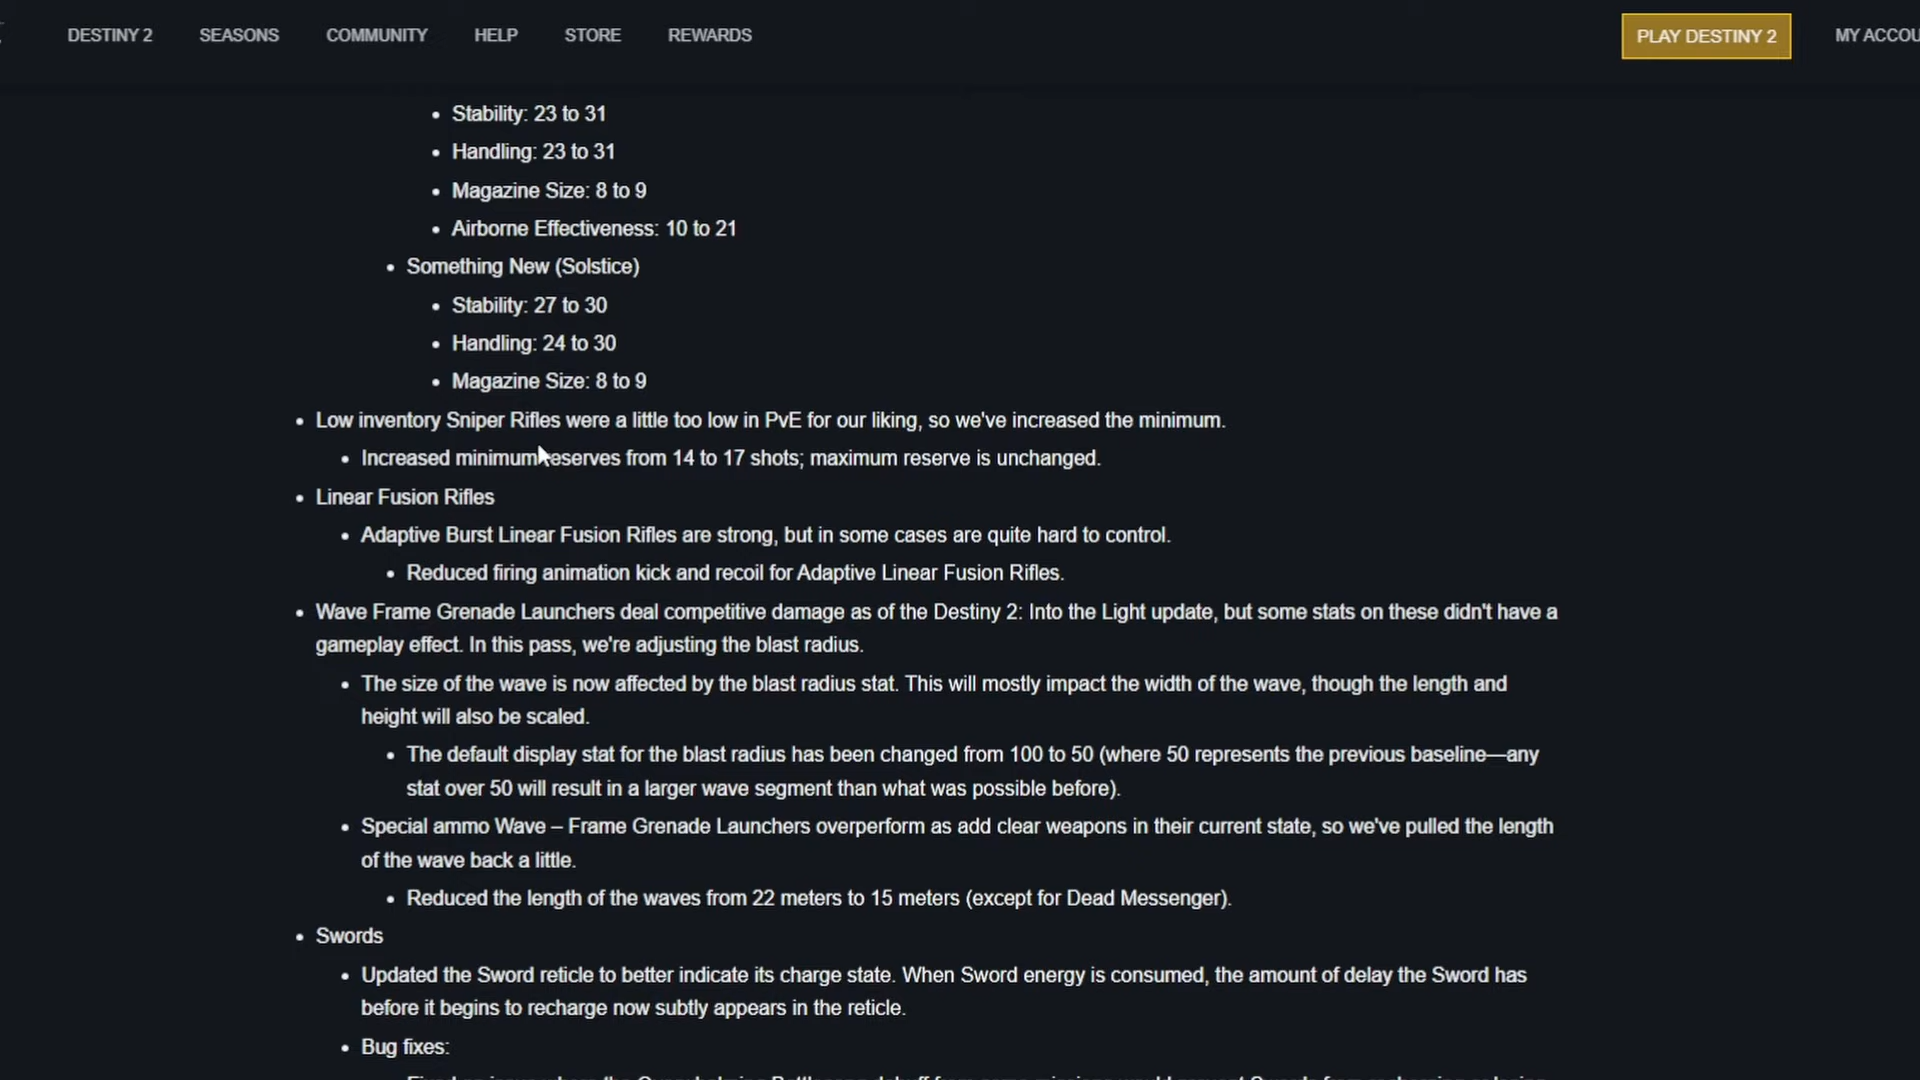 DESTINY 2 SEASONS COMMUNITY HELP STORE REWARDS PLAY DESTINY 2 MY ACCOU
• Stability: 23 to 31
• Handling: 23 to 31
• Magazine Size: 8 to 9
• Airborne Effectiveness: 10 to 21
• Something New (Solstice)
• Stability: 27 to 30
• Handling: 24 to 30
• Magazine Size: 8 to 9
• Low inventory Sniper Rifles were a little too low in PvE for our liking, so we've increased the minimum.
• Increased minimum reserves from 14 to 17 shots; maximum reserve is unchanged.
• Linear Fusion Rifles
• Adaptive Burst Linear Fusion Rifles are strong, but in some cases are quite hard to control.
• Reduced firing animation kick and recoil for Adaptive Linear Fusion Rifles.
• Wave Frame Grenade Launchers deal competitive damage as of the Destiny 2: Into the Light update, but some stats on these didn't have a
gameplay effect. In this pass, we're adjusting the blast radius.
• The size of the wave is now affected by the blast radius stat. This will mostly impact the width of the wave, though the length and
height will also be scaled.
• The default display stat for the blast radius has been changed from 100 to 50 (where 50 represents the previous baseline—any
stat over 50 will result in a larger wave segment than what was possible before).
• Special ammo Wave – Frame Grenade Launchers overperform as add clear weapons in their current state, so we've pulled the length
of the wave back a little.
• Reduced the length of the waves from 22 meters to 15 meters (except for Dead Messenger).
• Swords
• Updated the Sword reticle to better indicate its charge state. When Sword energy is consumed, the amount of delay the Sword has
before it begins to recharge now subtly appears in the reticle.
• Bug fixes: